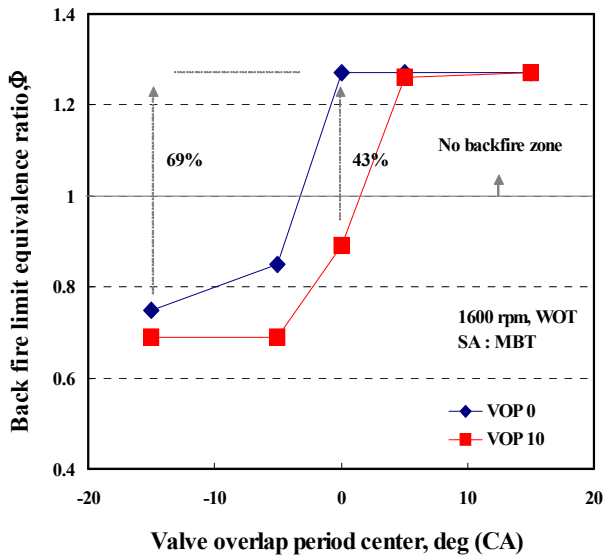 Back fire limit equivalence ratio,Φ
1.4
1.2
1
0.8
0.6
0.4
69%
43%
No backfire zone
1600 rpm, WOT
SA : MBT
VOP 0
VOP 10
-20
-10
0
10
20
Valve overlap period center, deg (CA)